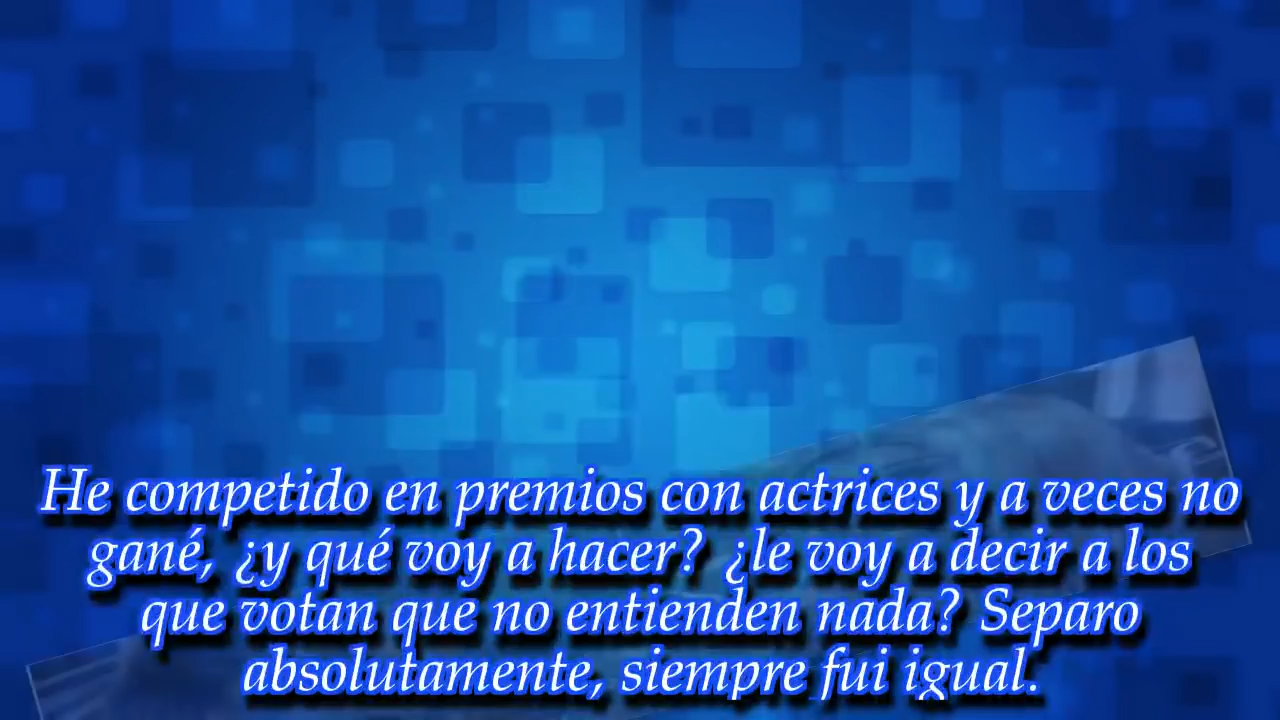 He competido en premios con actrices y a veces no
gané, ¿y qué voy a hacer? ¿le voy a decir a los
que votan que no entienden nada? Separo
absolutamente, siempre fui igual.